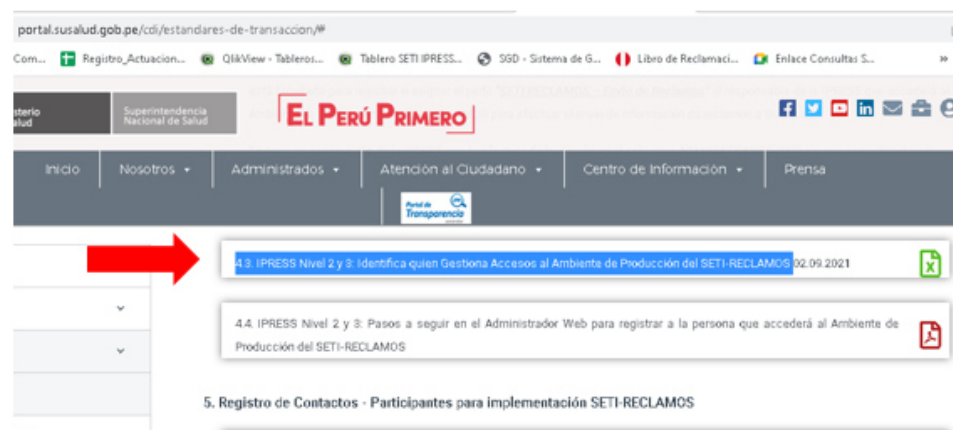 portal.susalud.gob.pe/cdi/estandares-de-transaccion/#
Com... Registro_Actuacion... QlikView - Tableros... Tablero SETI IPRESS... SGD - Sistema de G... Libro de Reclamaci... Enlace Consultas S... »
Superintendencia
Nacional de Salud
EL PERÚ PRIMERO
Inicio Nosotros Administrados Atención al Ciudadano Centro de Información Prensa
Portal de
Transparencia
4.3. IPRESS Nivel 2 y 3: Identifica quien Gestiona Accesos al Ambiente de Producción del SETI-RECLAMOS 02.09.2021
4.4. IPRESS Nivel 2 y 3: Pasos a seguir en el Administrador Web para registrar a la persona que accederá al Ambiente de
Producción del SETI-RECLAMOS
5. Registro de Contactos - Participantes para implementación SETI-RECLAMOS